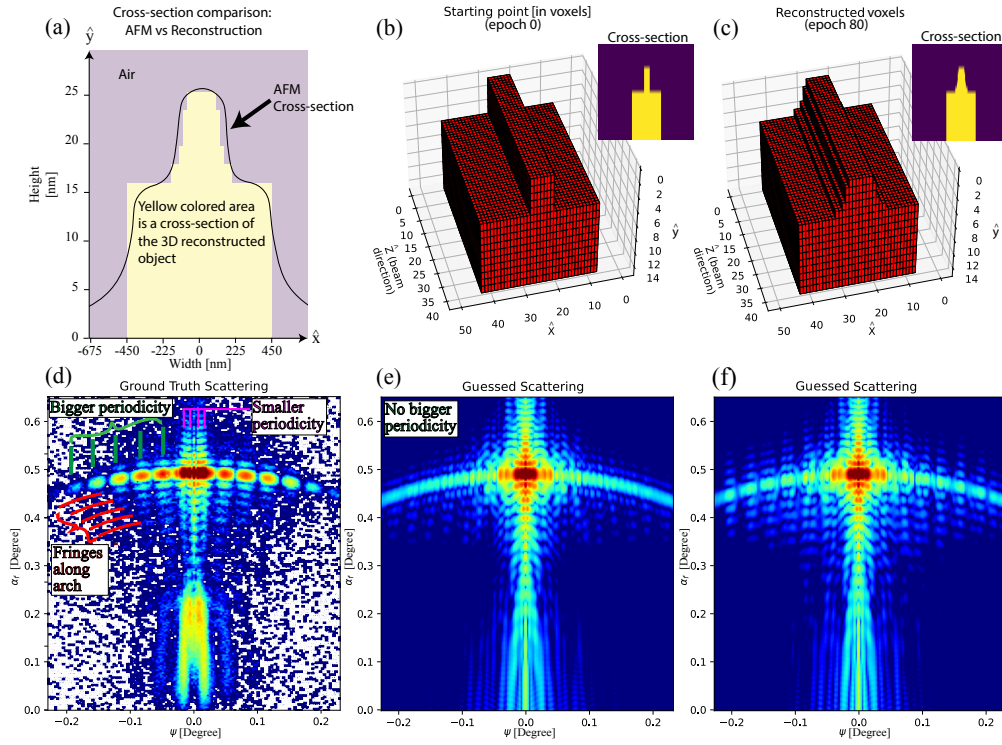 Cross-section comparison:
AFM vs Reconstruction
(a)
ŷ
Air
AFM
Cross-section
Height
[nm]
25
20
15
10
5
0
Yellow colored area
is a cross-section of
the 3D reconstructed
object
-675
-450
-225
0
225
450
x̂
Width [nm]
(b)
Starting point [in voxels]
(epoch 0)
Cross-section
0
5
10
15
20
25
30
35
40
Ẑ (beam
direction)
50
40
30
20
10
0
x̂
0
2
4
6
8
10
12
14
ŷ
(c)
Reconstructed voxels
(epoch 80)
Cross-section
0
5
10
15
20
25
30
35
40
Ẑ (beam
direction)
50
40
30
20
10
0
x̂
0
2
4
6
8
10
12
14
ŷ
(d)
Ground Truth Scattering
Bigger periodicity
Smaller
periodicity
Fringes
along
arch
αf [Degree]
0.6
0.5
0.4
0.3
0.2
0.1
0.0
−0.2
−0.1
0.0
0.1
0.2
Ψ [Degree]
(e)
Guessed Scattering
No bigger
periodicity
αf [Degree]
0.6
0.5
0.4
0.3
0.2
0.1
0.0
−0.2
−0.1
0.0
0.1
0.2
Ψ [Degree]
(f)
Guessed Scattering
αf [Degree]
0.6
0.5
0.4
0.3
0.2
0.1
0.0
−0.2
−0.1
0.0
0.1
0.2
Ψ [Degree]